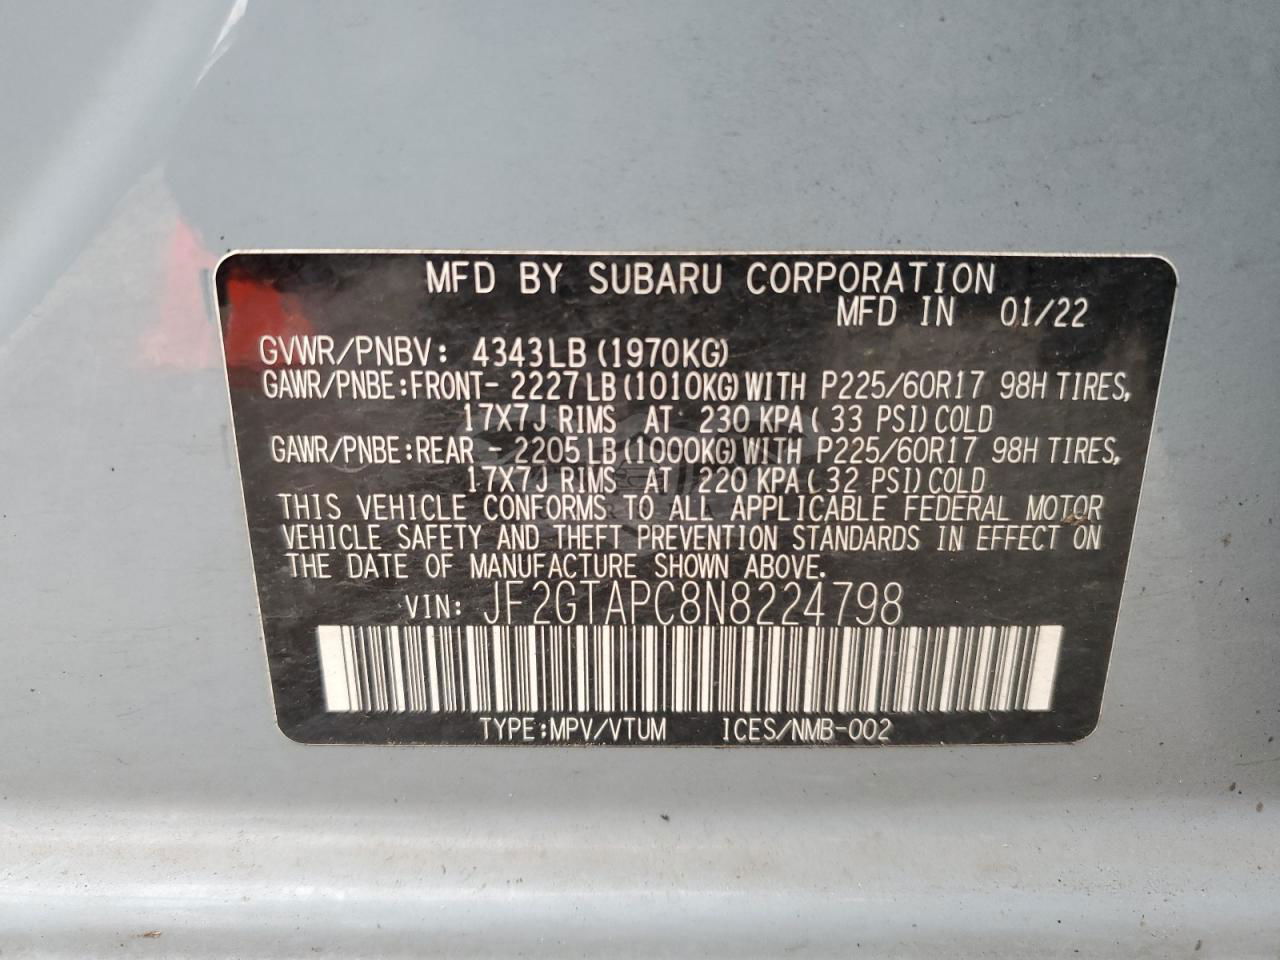 MFD BY SUBARU CORPORATION
MFD IN 01/22
GVWR/PNBV: 4343LB (1970KG)
GAWR/PNBE:FRONT- 2227LB(1010KG)WITH P225/60R17 98H TIRES,
17X7J RIMS AT 230 KPA( 33 PSI)COLD
GAWR/PNBE:REAR - 2205LB(1000KG)WITH P225/60R17 98H TIRES,
17X7J RIMS AT 220 KPA( 32 PSI)COLD
THIS VEHICLE CONFORMS TO ALL APPLICABLE FEDERAL MOTOR
VEHICLE SAFETY AND THEFT PREVENTION STANDARDS IN EFFECT ON
THE DATE OF MANUFACTURE SHOWN ABOVE.
VIN: JF2GTAPC8N8224798
TYPE:MPV/VTUM ICES/NMB-002